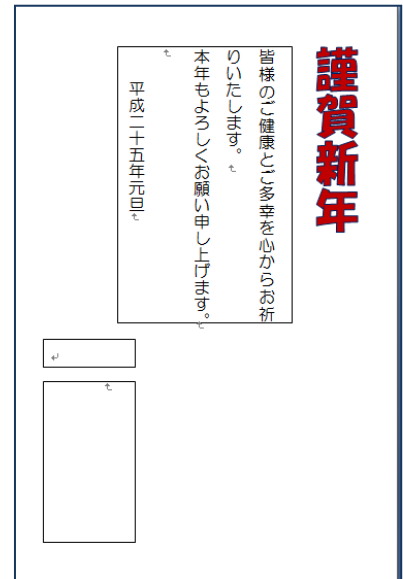 謹賀新年
皆様のご健康とご多幸を心からお祈
りいたします。
本年もよろしくお願い申し上げます。
平成二十五年元旦